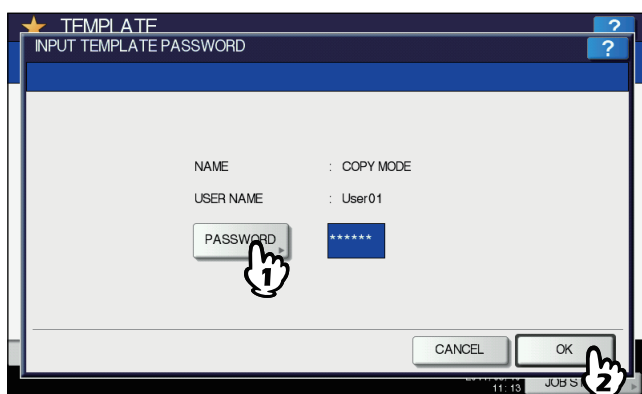 TEMPLATE ?
INPUT TEMPLATE PASSWORD ?
NAME : COPY MODE
USER NAME : User01
PASSWORD ******
1
CANCEL OK
2
11:13 JOB S